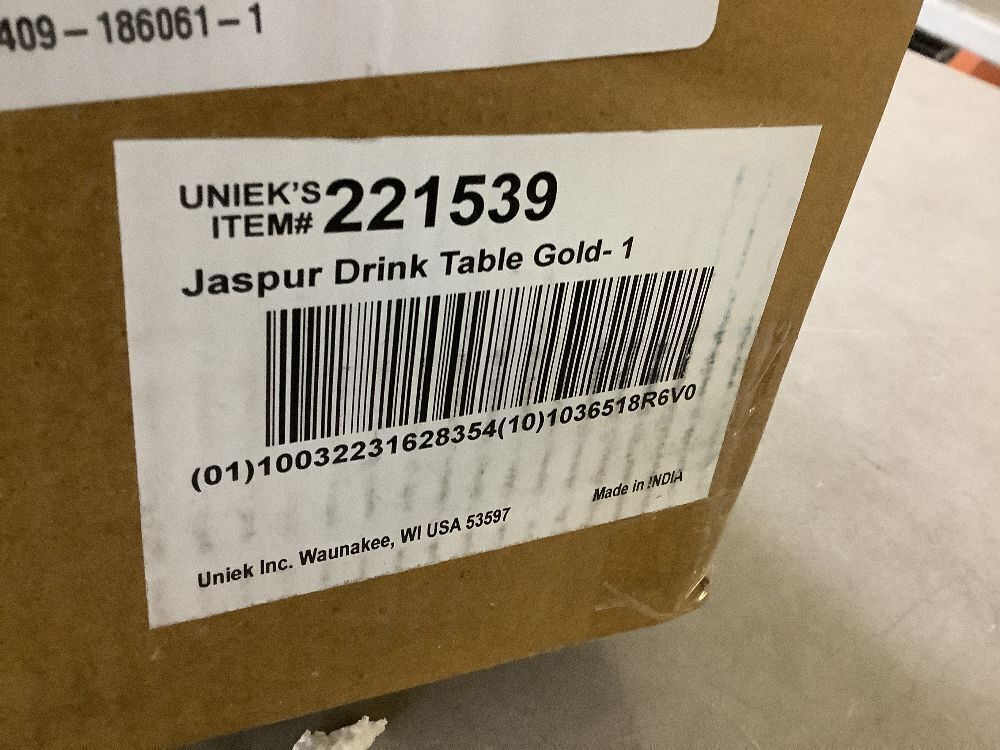 409-186061-1
UNIEK'S
ITEM# 221539
Jaspur Drink Table Gold- 1
(01)10032231628354(10)1036518R6V0
Made in INDIA
Uniek Inc. Waunakee, WI USA 53597